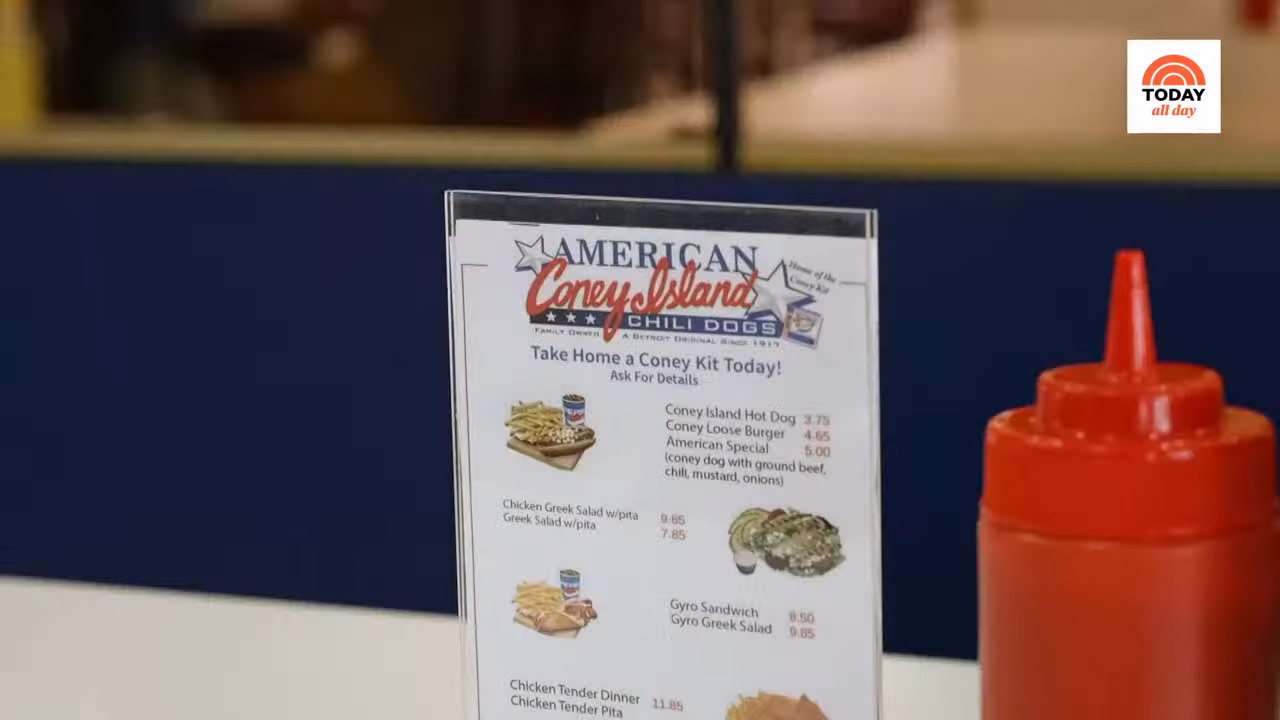 TODAY
all day
AMERICAN
Home of the
Coney Kit
Coney Island
CHILI DOGS
FAMILY OWNED A DETROIT ORIGINAL SINCE 1917
Take Home a Coney Kit Today!
Ask For Details
Coney Island Hot Dog 3.75
Coney Loose Burger 4.65
American Special 5.00
(coney dog with ground beef,
chili, mustard, onions)
Chicken Greek Salad w/pita 9.85
Greek Salad w/pita 7.85
Gyro Sandwich 8.50
Gyro Greek Salad 9.85
Chicken Tender Dinner 11.85
Chicken Tender Pita